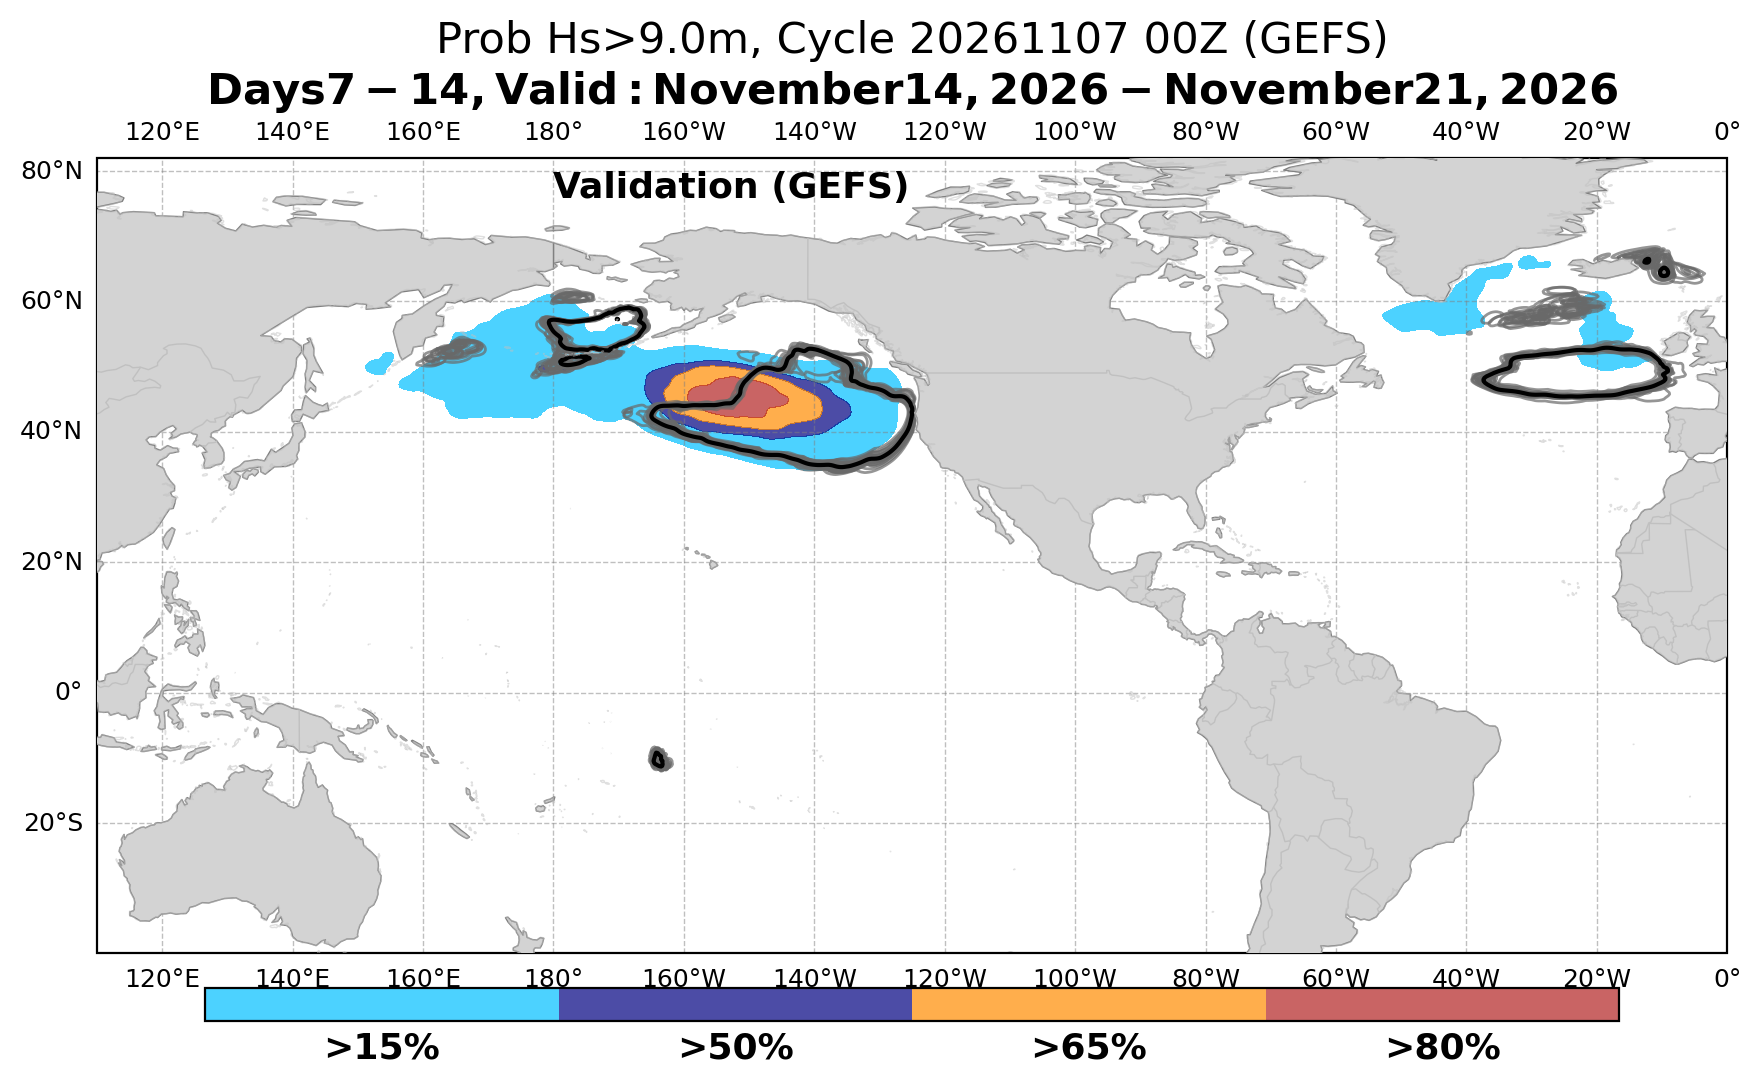 Prob Hs>9.0m, Cycle 20261107 00Z (GEFS)
Days7 − 14, Valid : November14, 2026 − November21, 2026
120°E 140°E 160°E 180° 160°W 140°W 120°W 100°W 80°W 60°W 40°W 20°W 0°
80°N
Validation (GEFS)
60°N
40°N
20°N
0°
20°S
120°E 140°E 160°E 180° 160°W 140°W 120°W 100°W 80°W 60°W 40°W 20°W 0°
>15% >50% >65% >80%